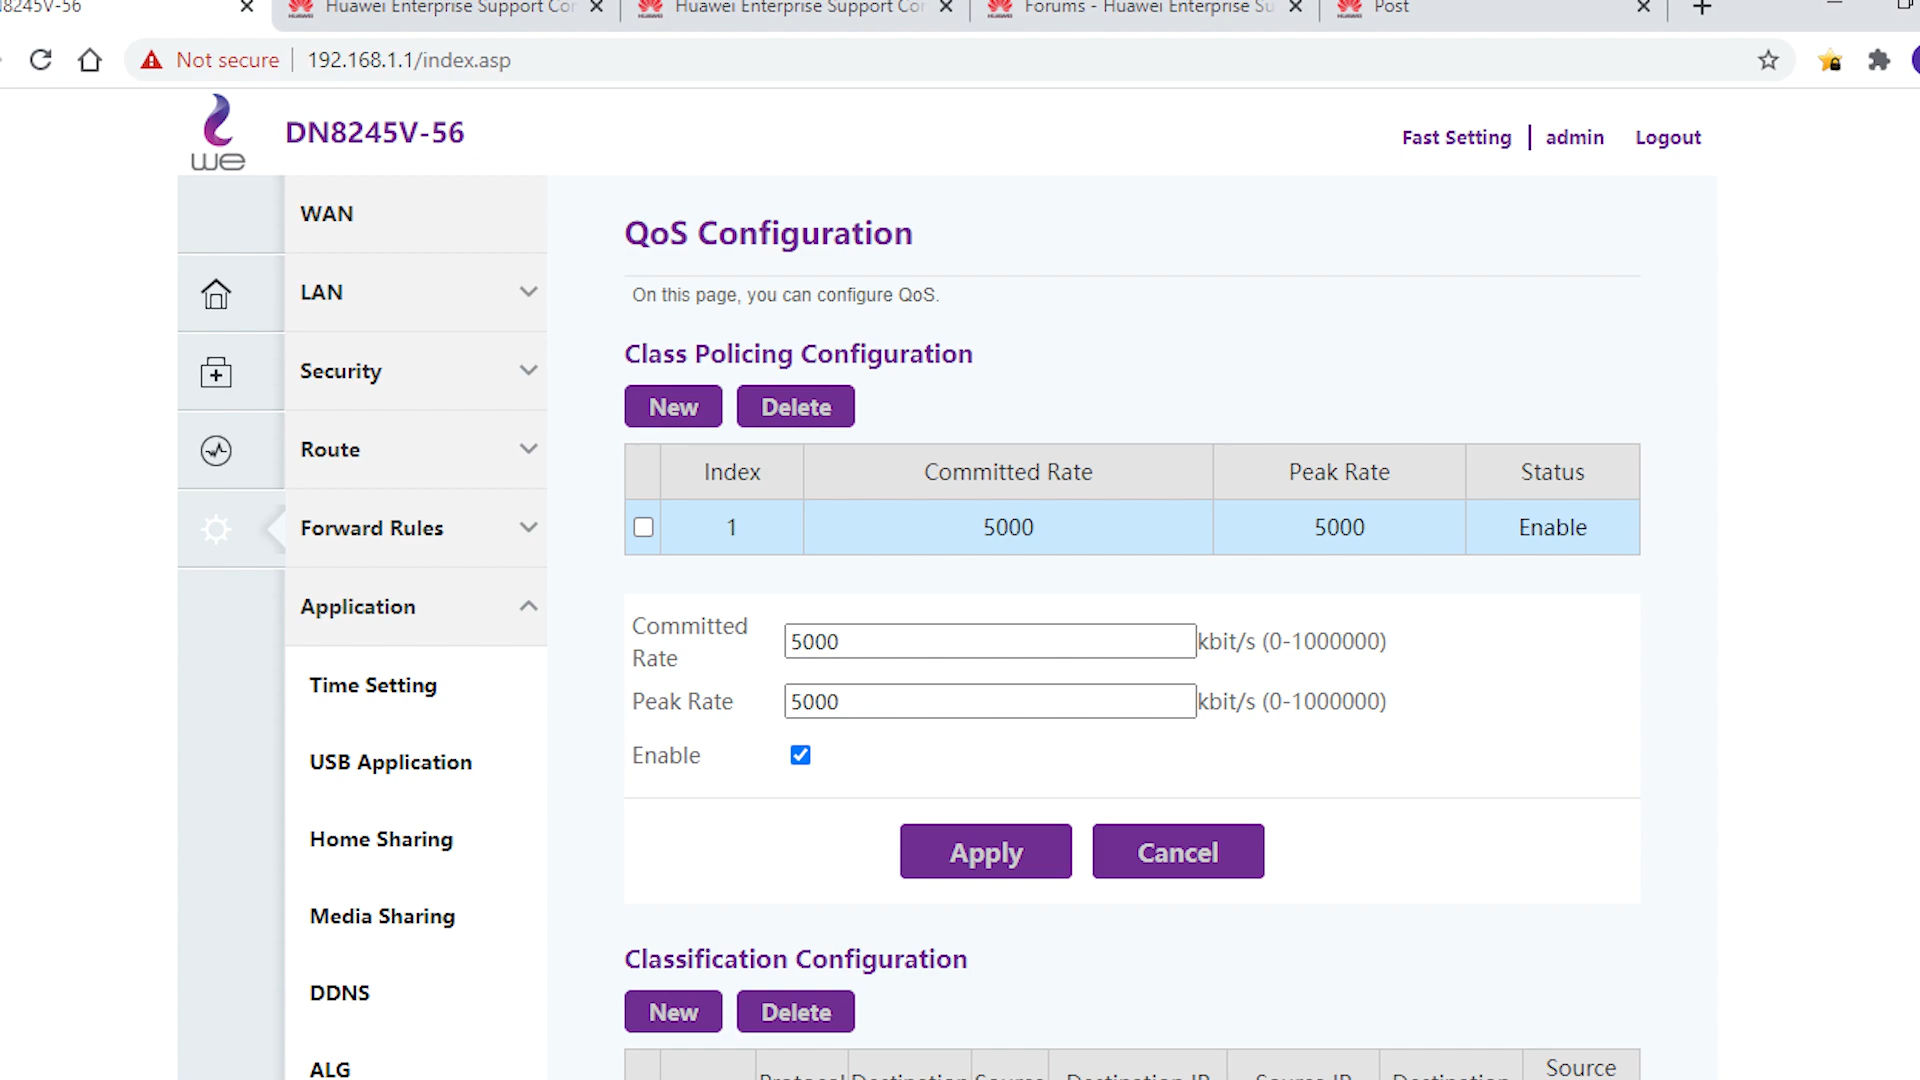 8245V-56
Huawei Enterprise Support Cor
Huawei Enterprise Support Cor
Forums - Huawei Enterprise Su
Post
Not secure
192.168.1.1/index.asp
we
DN8245V-56
Fast Setting
admin
Logout
WAN
LAN
Security
Route
Forward Rules
Application
Time Setting
USB Application
Home Sharing
Media Sharing
DDNS
ALG
QoS Configuration
On this page, you can configure QoS.
Class Policing Configuration
New
Delete
Index
Committed Rate
Peak Rate
Status
1
5000
5000
Enable
Committed
Rate
5000
kbit/s (0-1000000)
Peak Rate
5000
kbit/s (0-1000000)
Enable
Apply
Cancel
Classification Configuration
New
Delete
Protocol
Destination
Source
Destination IP
Source IP
Destination
Source